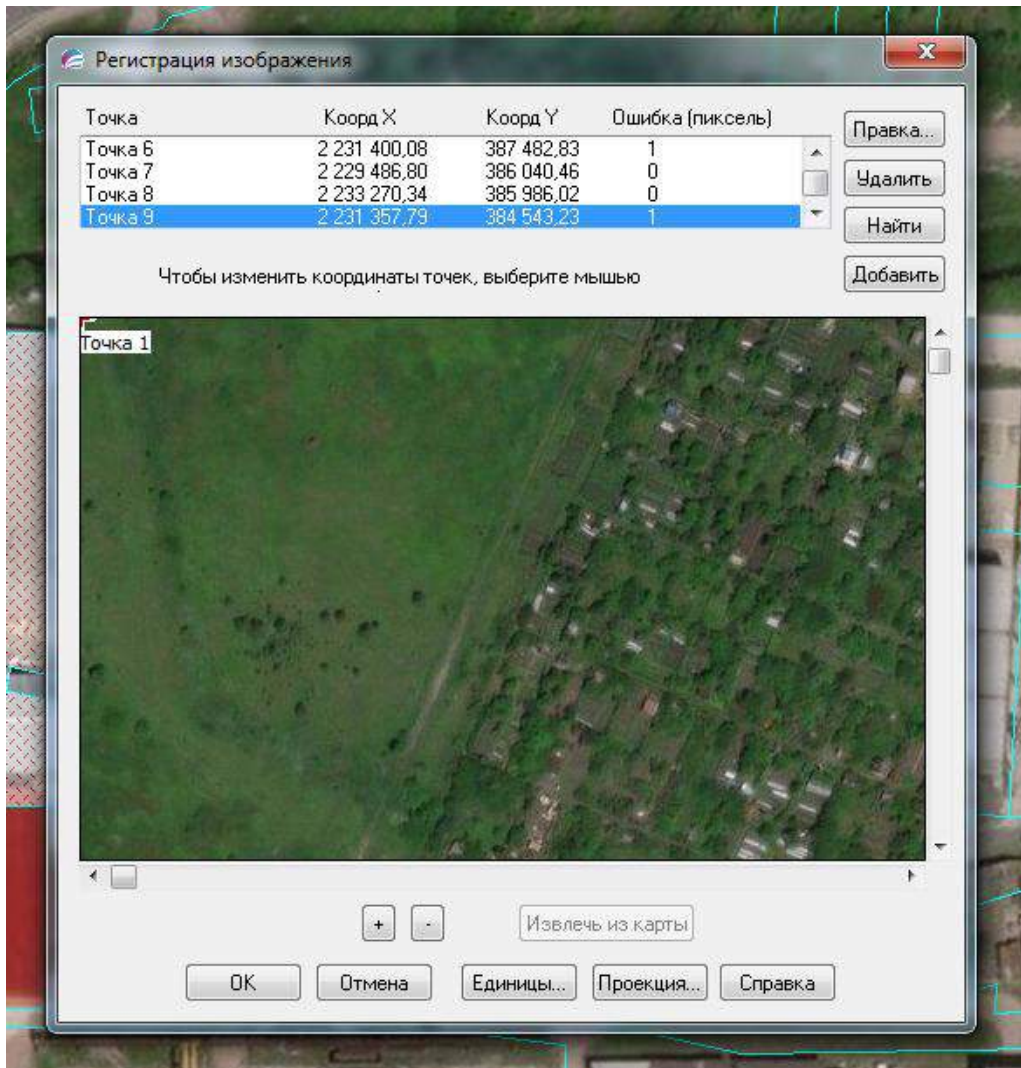 Регистрация изображения
Точка Коорд X Коорд Y Ошибка (пиксель)
Точка 6 2 231 400,08 387 482,83 1
Точка 7 2 229 486,80 386 040,46 0
Точка 8 2 233 270,34 385 986,02 0
Точка 9 2 231 357,79 384 543,23 1
Правка...
Удалить
Найти
Добавить
Чтобы изменить координаты точек, выберите мышью
Точка 1
+ - Извлечь из карты
OK Отмена Единицы... Проекция... Справка